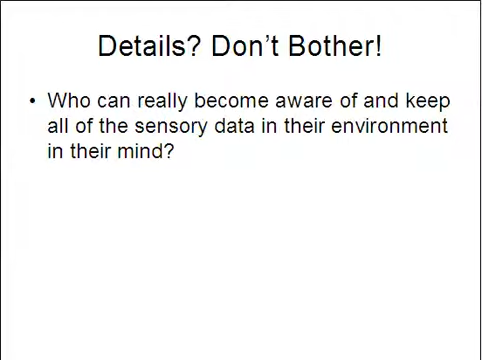 Details? Don't Bother!
• Who can really become aware of and keep
all of the sensory data in their environment
in their mind?